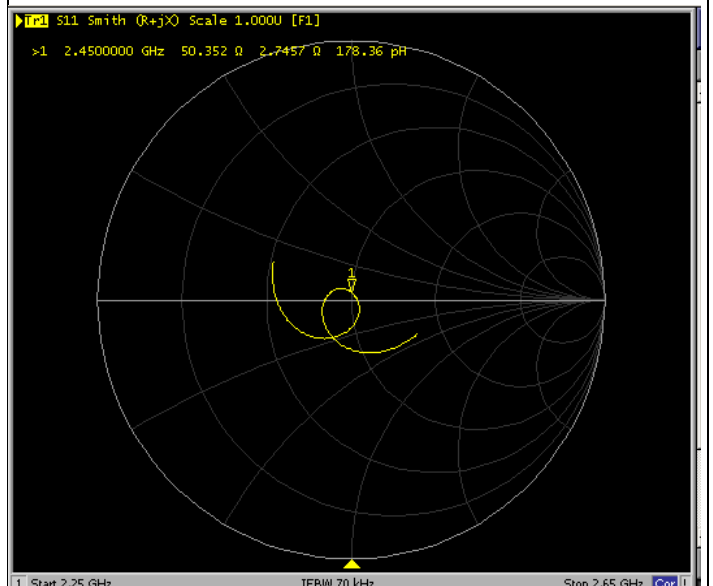 Tr1 S11 Smith (R+jX) Scale 1.000U [F1]
>1 2.4500000 GHz 50.352 Ω 2.7457 Ω 178.36 pH
1
1 Start 2.25 GHz IFBW 70 kHz Stop 2.65 GHz Cor